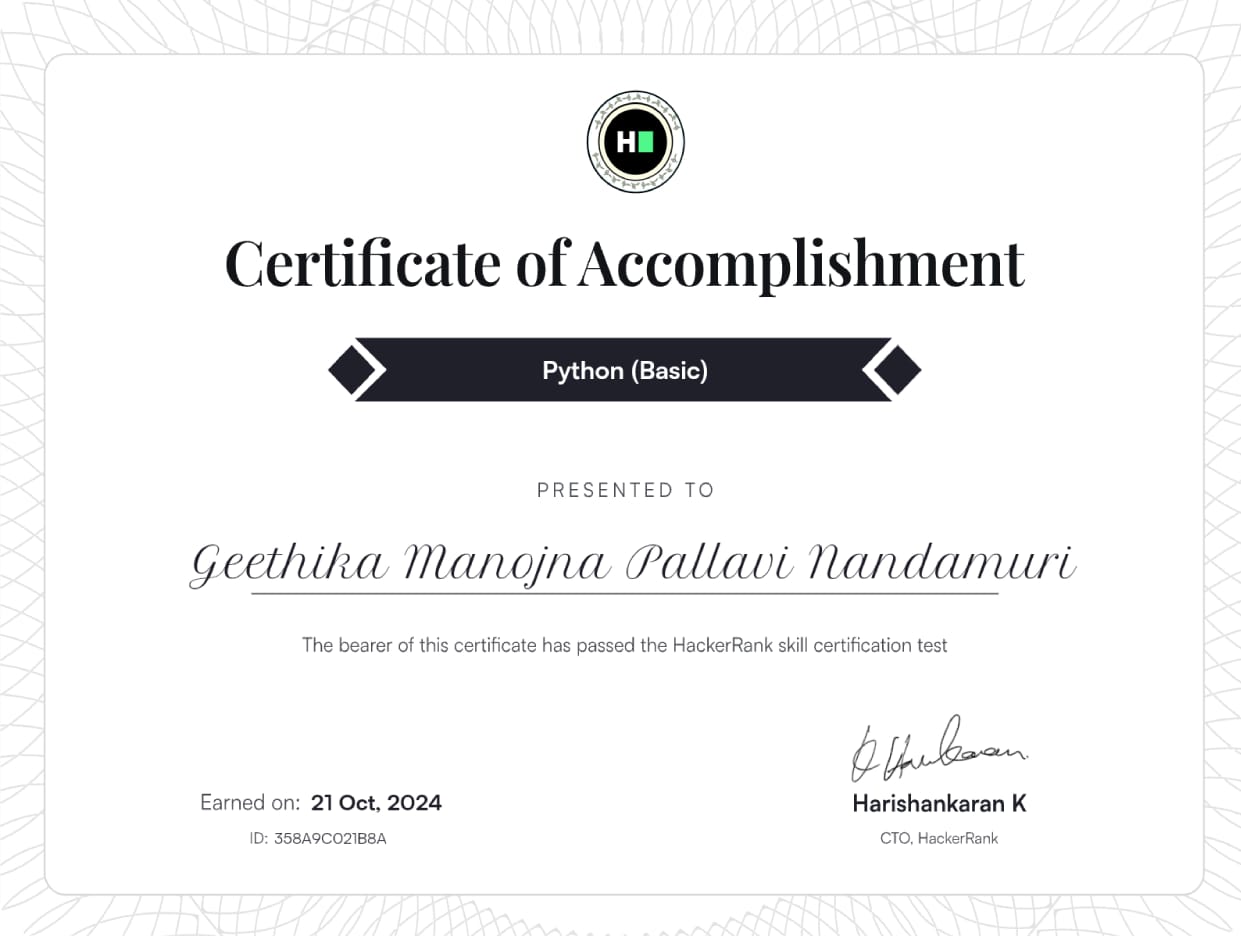 H
Certificate of Accomplishment
Python (Basic)
PRESENTED TO
Geethika Manojna Pallavi Nandamuri
The bearer of this certificate has passed the HackerRank skill certification test
Earned on: 21 Oct, 2024
ID: 358A9C021B8A
Harishankaran K
CTO, HackerRank